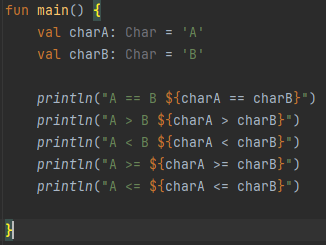 fun main() {
    val charA: Char = 'A'
    val charB: Char = 'B'

    println("A == B ${charA == charB}")
    println("A > B ${charA > charB}")
    println("A < B ${charA < charB}")
    println("A >= ${charA >= charB}")
    println("A <= ${charA <= charB}")

}